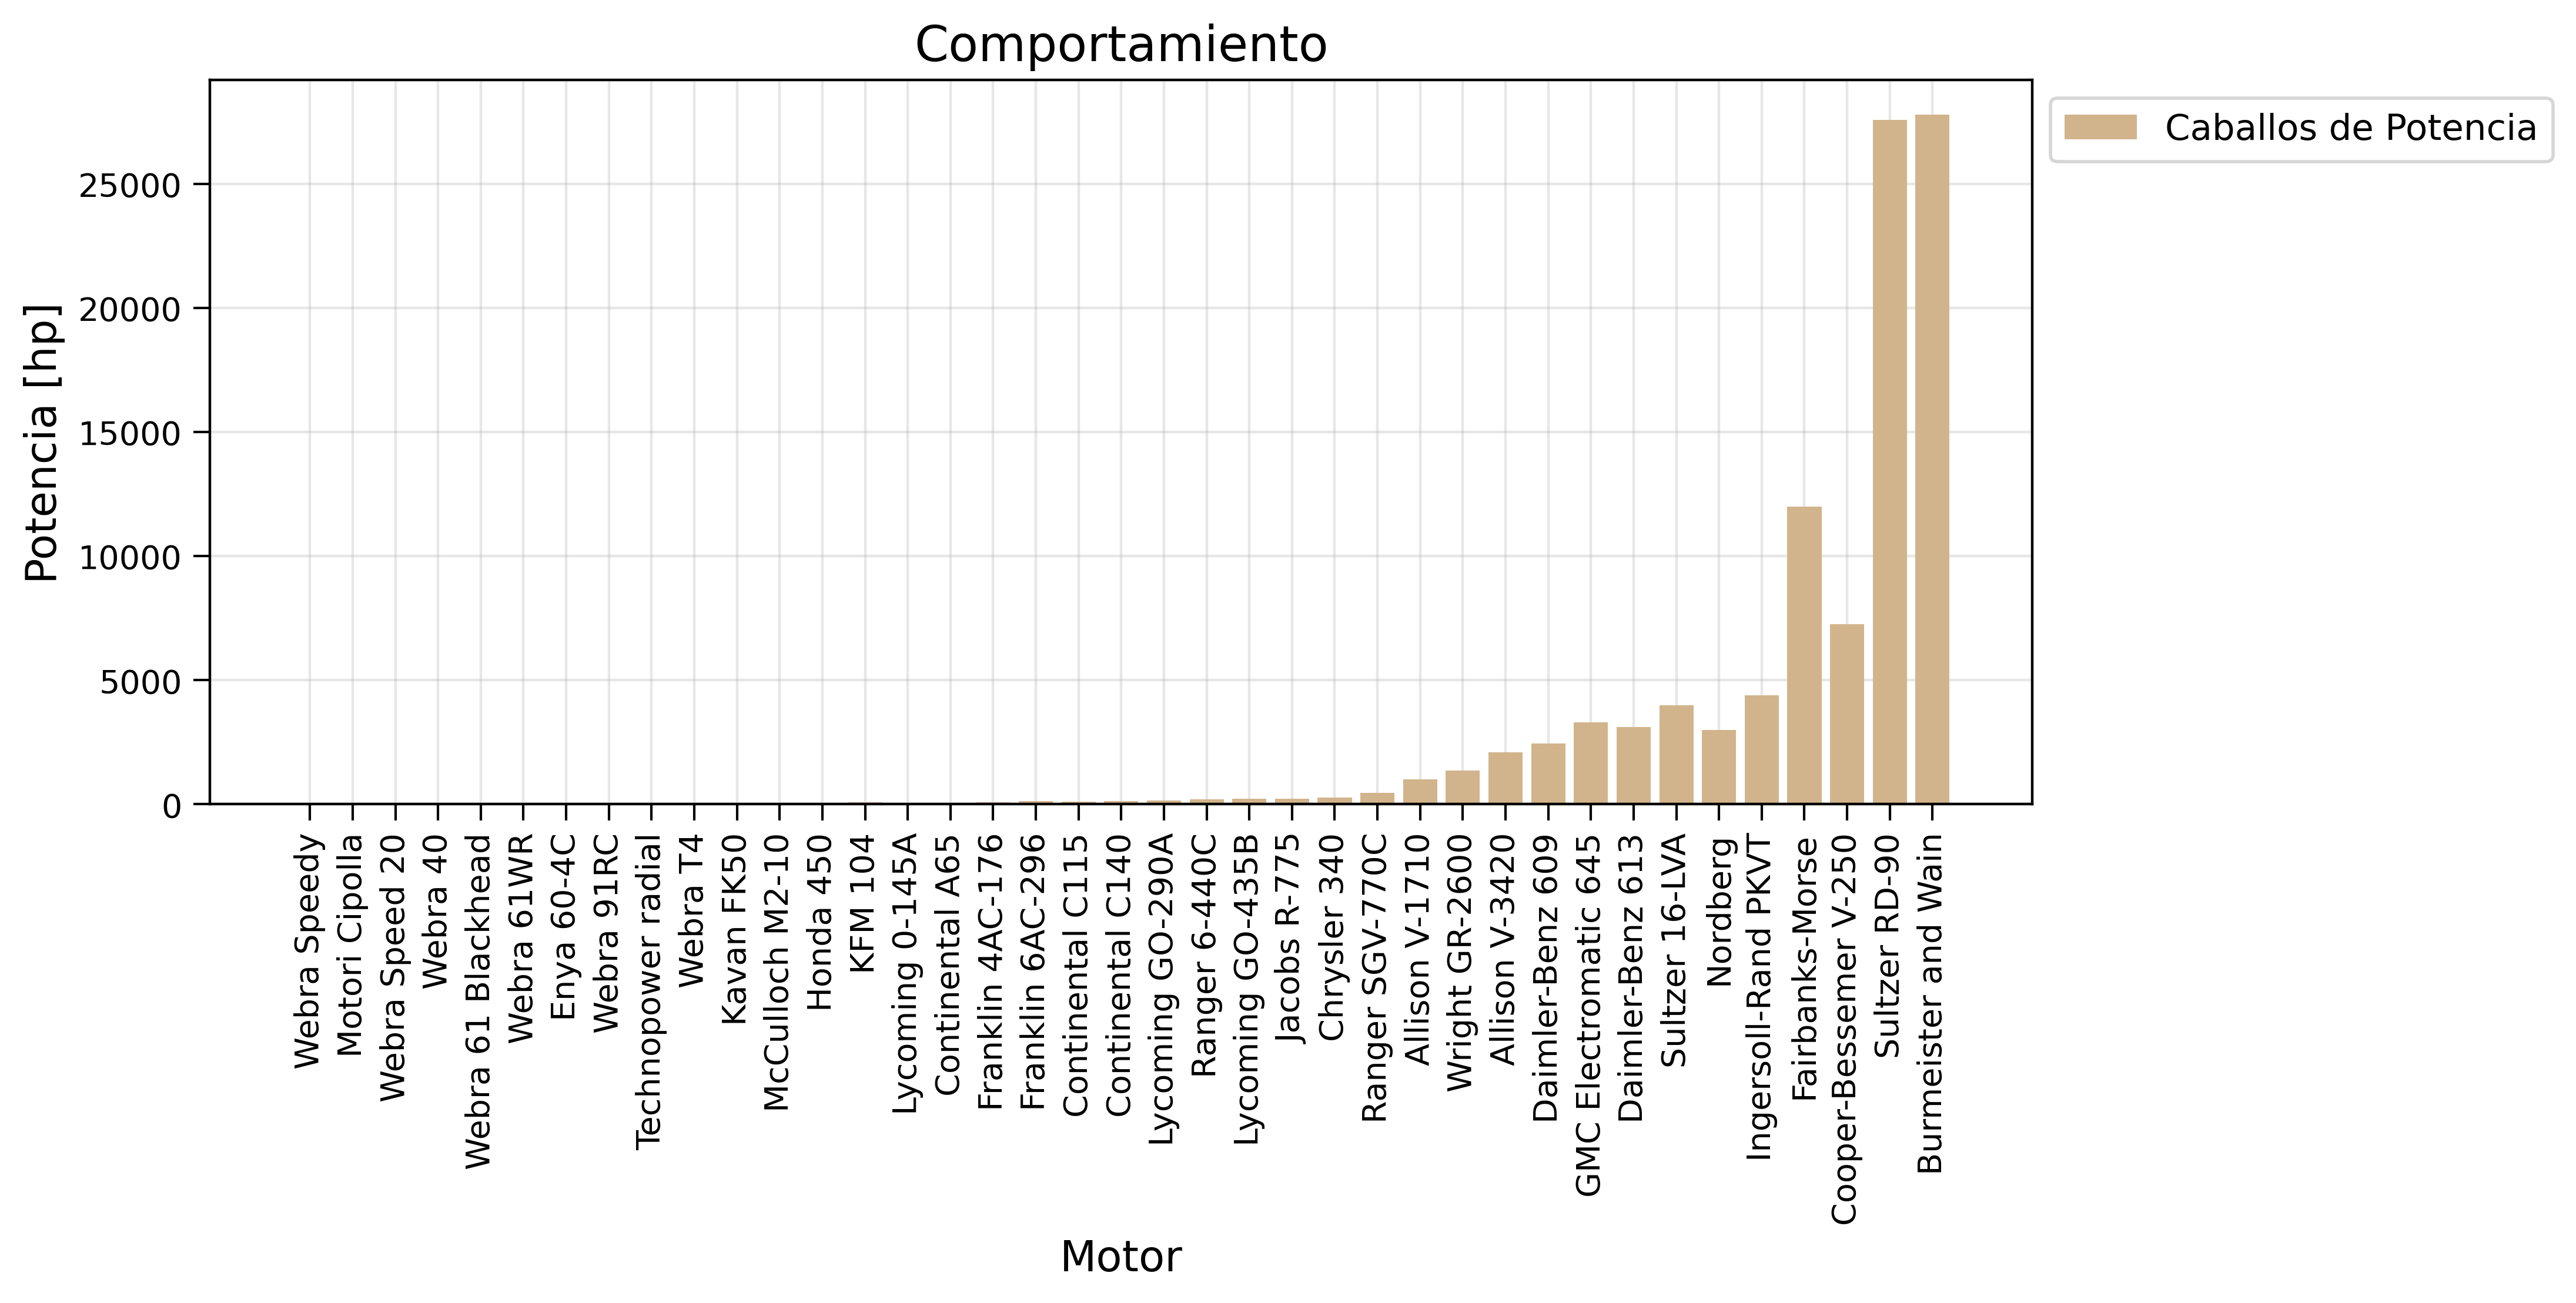 Comportamiento
Caballos de Potencia
Potencia [hp]
25000
20000
15000
10000
5000
0
Webra Speedy
Motori Cipolla
Webra Speed 20
Webra 40
Webra 61 Blackhead
Webra 61WR
Enya 60-4C
Webra 91RC
Technopower radial
Webra T4
Kavan FK50
McCulloch M2-10
Honda 450
KFM 104
Lycoming 0-145A
Continental A65
Franklin 4AC-176
Franklin 6AC-296
Continental C115
Continental C140
Lycoming GO-290A
Ranger 6-440C
Lycoming GO-435B
Jacobs R-775
Chrysler 340
Ranger SGV-770C
Allison V-1710
Wright GR-2600
Allison V-3420
Daimler-Benz 609
GMC Electromatic 645
Daimler-Benz 613
Sultzer 16-LVA
Nordberg
Ingersoll-Rand PKVT
Fairbanks-Morse
Cooper-Bessemer V-250
Sultzer RD-90
Burmeister and Wain
Motor